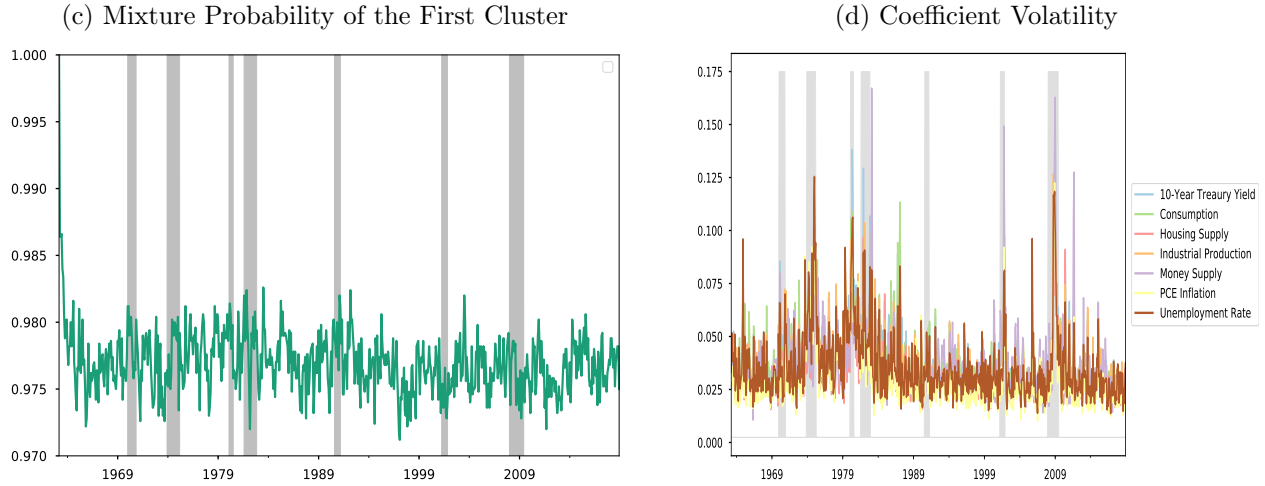 (c) Mixture Probability of the First Cluster
1.000
0.995
0.990
0.985
0.980
0.975
0.970
1969 1979 1989 1999 2009
(d) Coefficient Volatility
0.175
0.150
0.125
0.100
0.075
0.050
0.025
0.000
1969 1979 1989 1999 2009
10-Year Treaury Yield
Consumption
Housing Supply
Industrial Production
Money Supply
PCE Inflation
Unemployment Rate